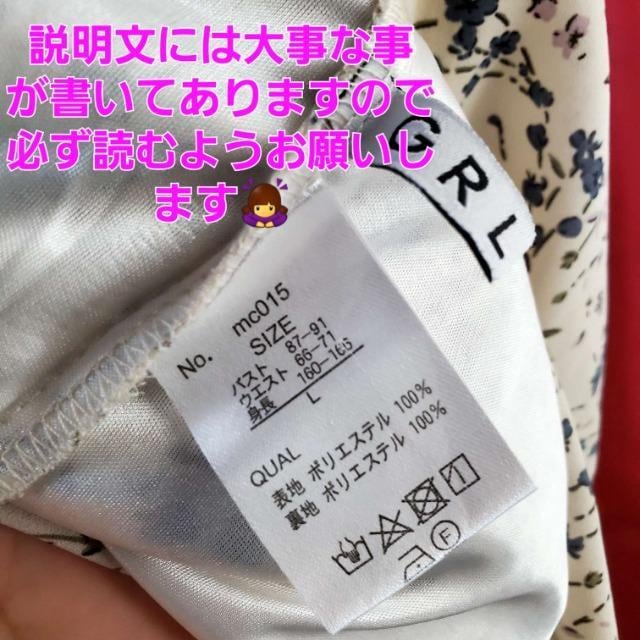 説明文には大事な事
が書いてありますので
必ず読むようお願いし
ます🙇‍♀️
GRL
No. mc015
SIZE
バスト 87-91
ウエスト 66-71
身長 160-165
L
QUAL
表地 ポリエステル 100%
裏地 ポリエステル 100%
F